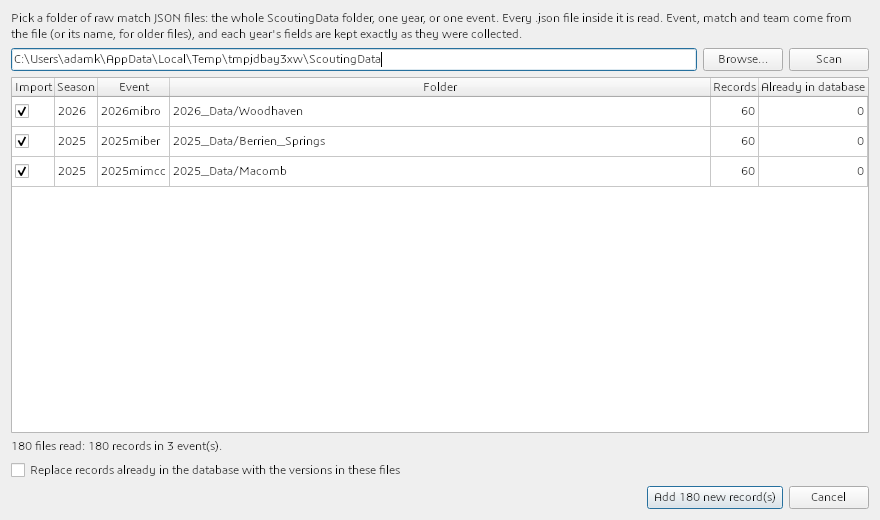 Pick a folder of raw match JSON files: the whole ScoutingData folder, one year, or one event. Every .json file inside it is read. Event, match and team come from
the file (or its name, for older files), and each year's fields are kept exactly as they were collected.
C:\Users\adamk\AppData\Local\Temp\tmpjdbay3xw\ScoutingData Browse... Scan
Import Season Event Folder Records Already in database
2026 2026mibro 2026_Data/Woodhaven 60 0
2025 2025miber 2025_Data/Berrien_Springs 60 0
2025 2025mimcc 2025_Data/Macomb 60 0
180 files read: 180 records in 3 event(s).
Replace records already in the database with the versions in these files
Add 180 new record(s) Cancel